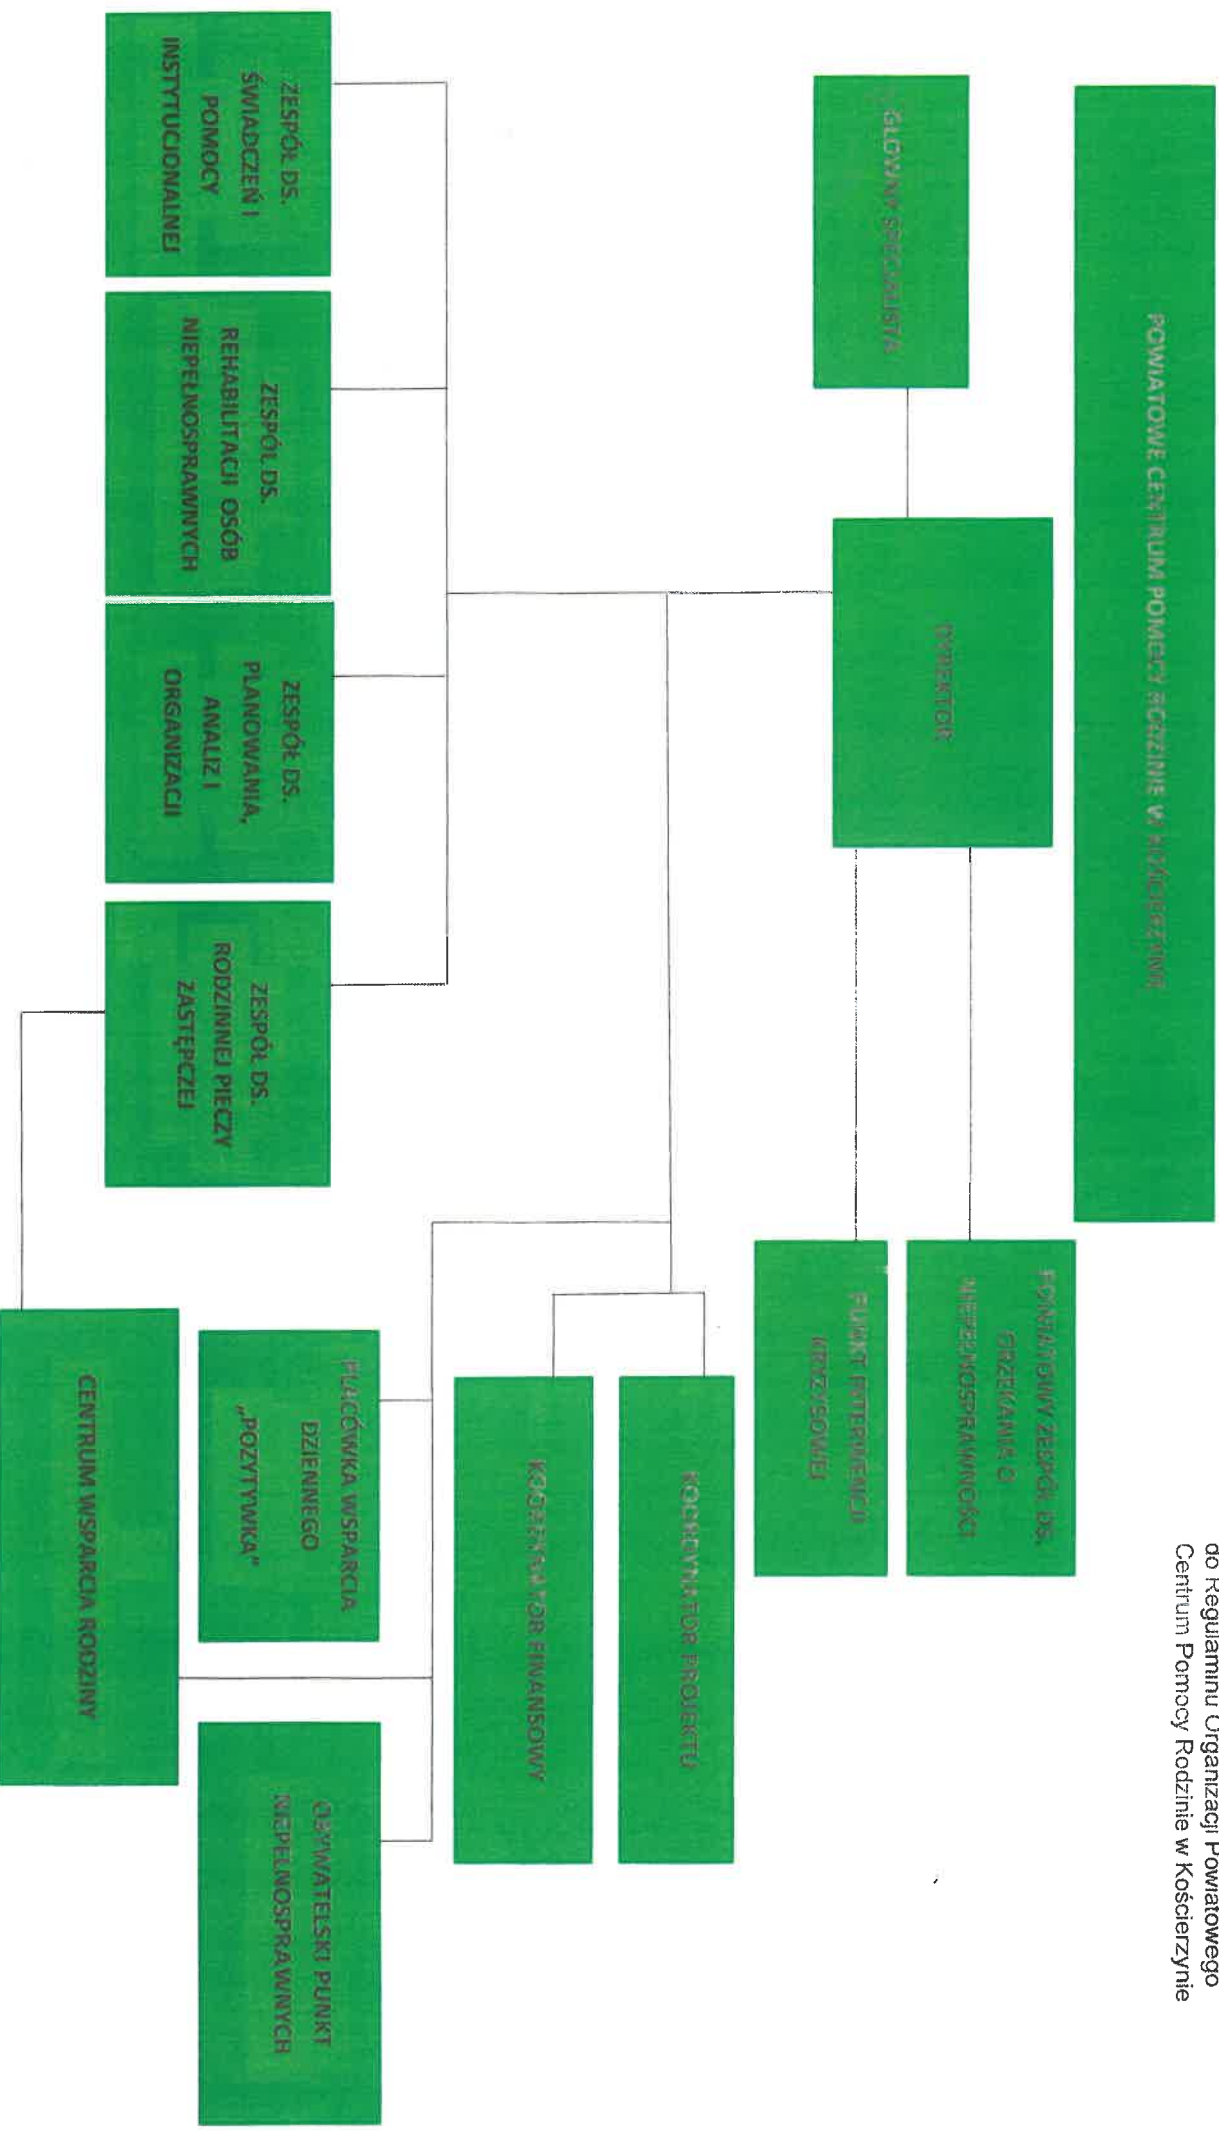 do Regulaminu Organizacji Powiatowego
Centrum Pomocy Rodzinie w Kościerzynie
POWIATOWE CENTRUM POMOCY RODZINIE W KOŚCIERZYNIE
GŁÓWNY SPECJALISTA
DYREKTOR
POWIATOWY ZESPÓŁ DS.
ORZEKANIA O
NIEPEŁNOSPRAWNOŚCI
PUNKT INTERWENCJI
KRYZYSOWEJ
KOORDYNATOR PROJEKTU
KOORDYNATOR FINANSOWY
ZESPÓŁ DS.
ŚWIADCZEŃ I
POMOCY
INSTYTUCJONALNEJ
ZESPÓŁ DS.
REHABILITACJI OSÓB
NIEPEŁNOSPRAWNYCH
ZESPÓŁ DS.
PLANOWANIA,
ANALIZ I
ORGANIZACJI
ZESPÓŁ DS.
RODZINNEJ PIECZY
ZASTĘPCZEJ
PLACÓWKA WSPARCIA
DZIENNEGO
„POZYTYWKA”
OBYWATELSKI PUNKT
NIEPEŁNOSPRAWNYCH
CENTRUM WSPARCIA RODZINY